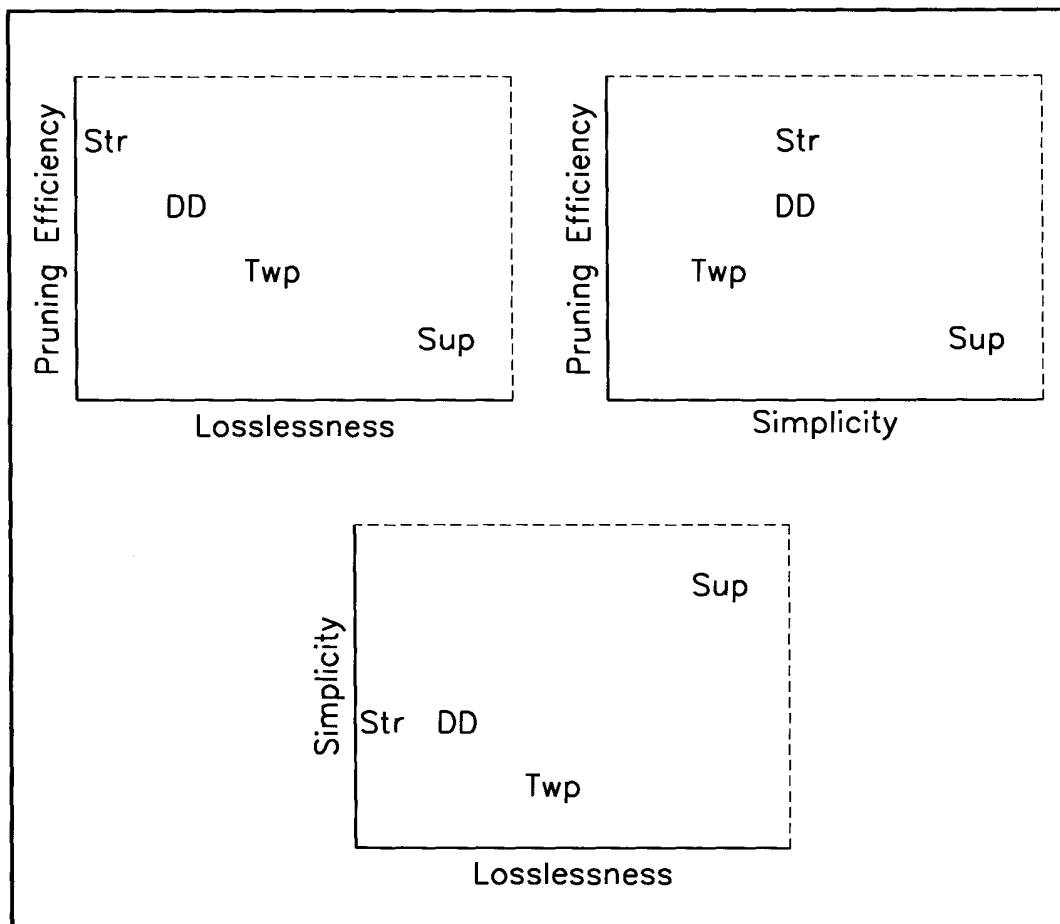 Pruning Efficiency
Str
DD
Twp
Sup
Losslessness
Pruning Efficiency
Str
DD
Twp
Sup
Simplicity
Simplicity
Sup
Str DD
Twp
Losslessness